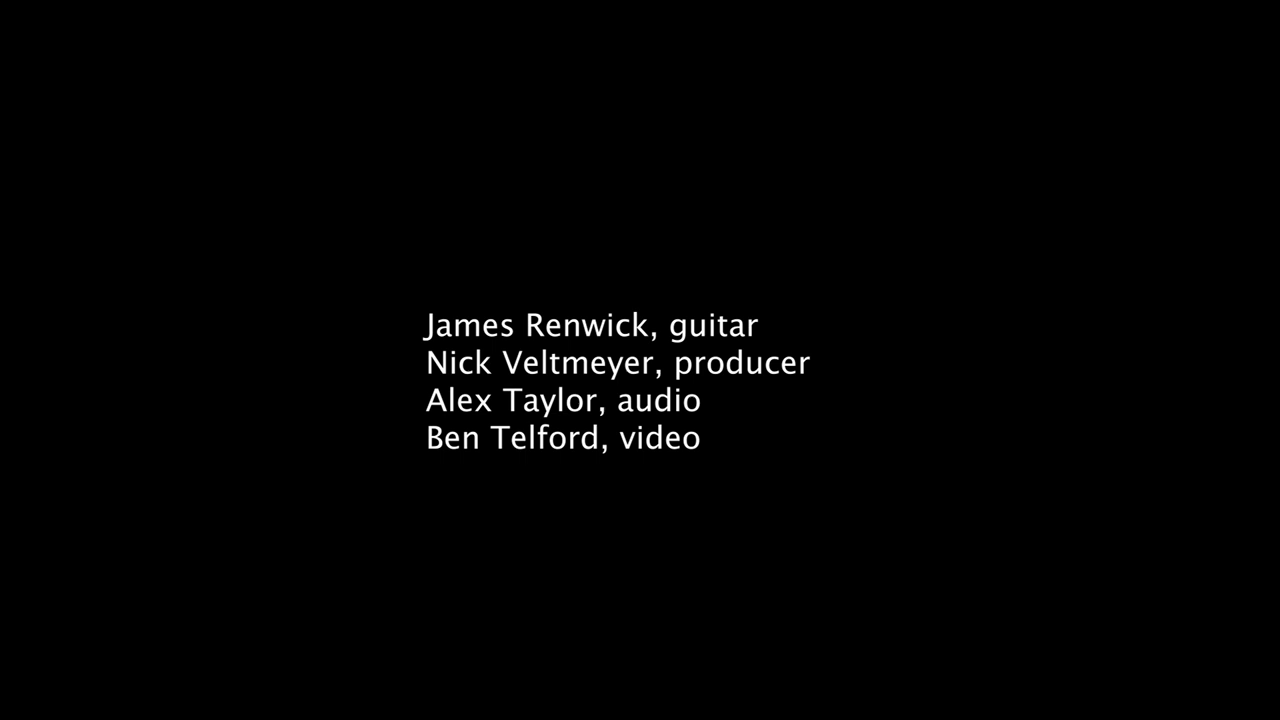 James Renwick, guitar
Nick Veltmeyer, producer
Alex Taylor, audio
Ben Telford, video